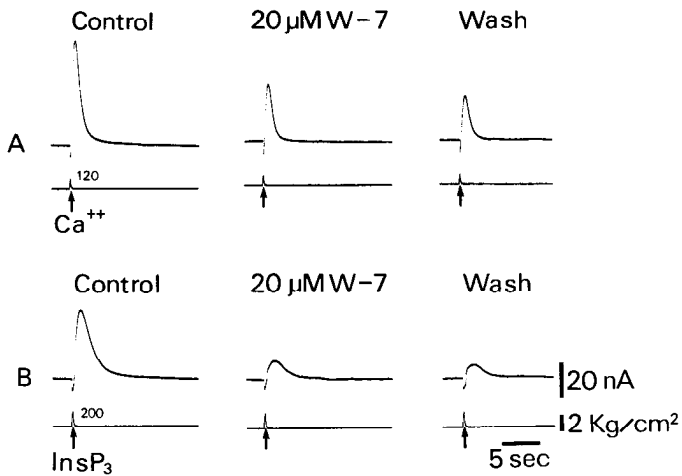 Control 20 µM W-7 Wash
A
120
Ca++
Control 20 µM W-7 Wash
B
20 nA
200
2 Kg/cm²
InsP₃
5 sec